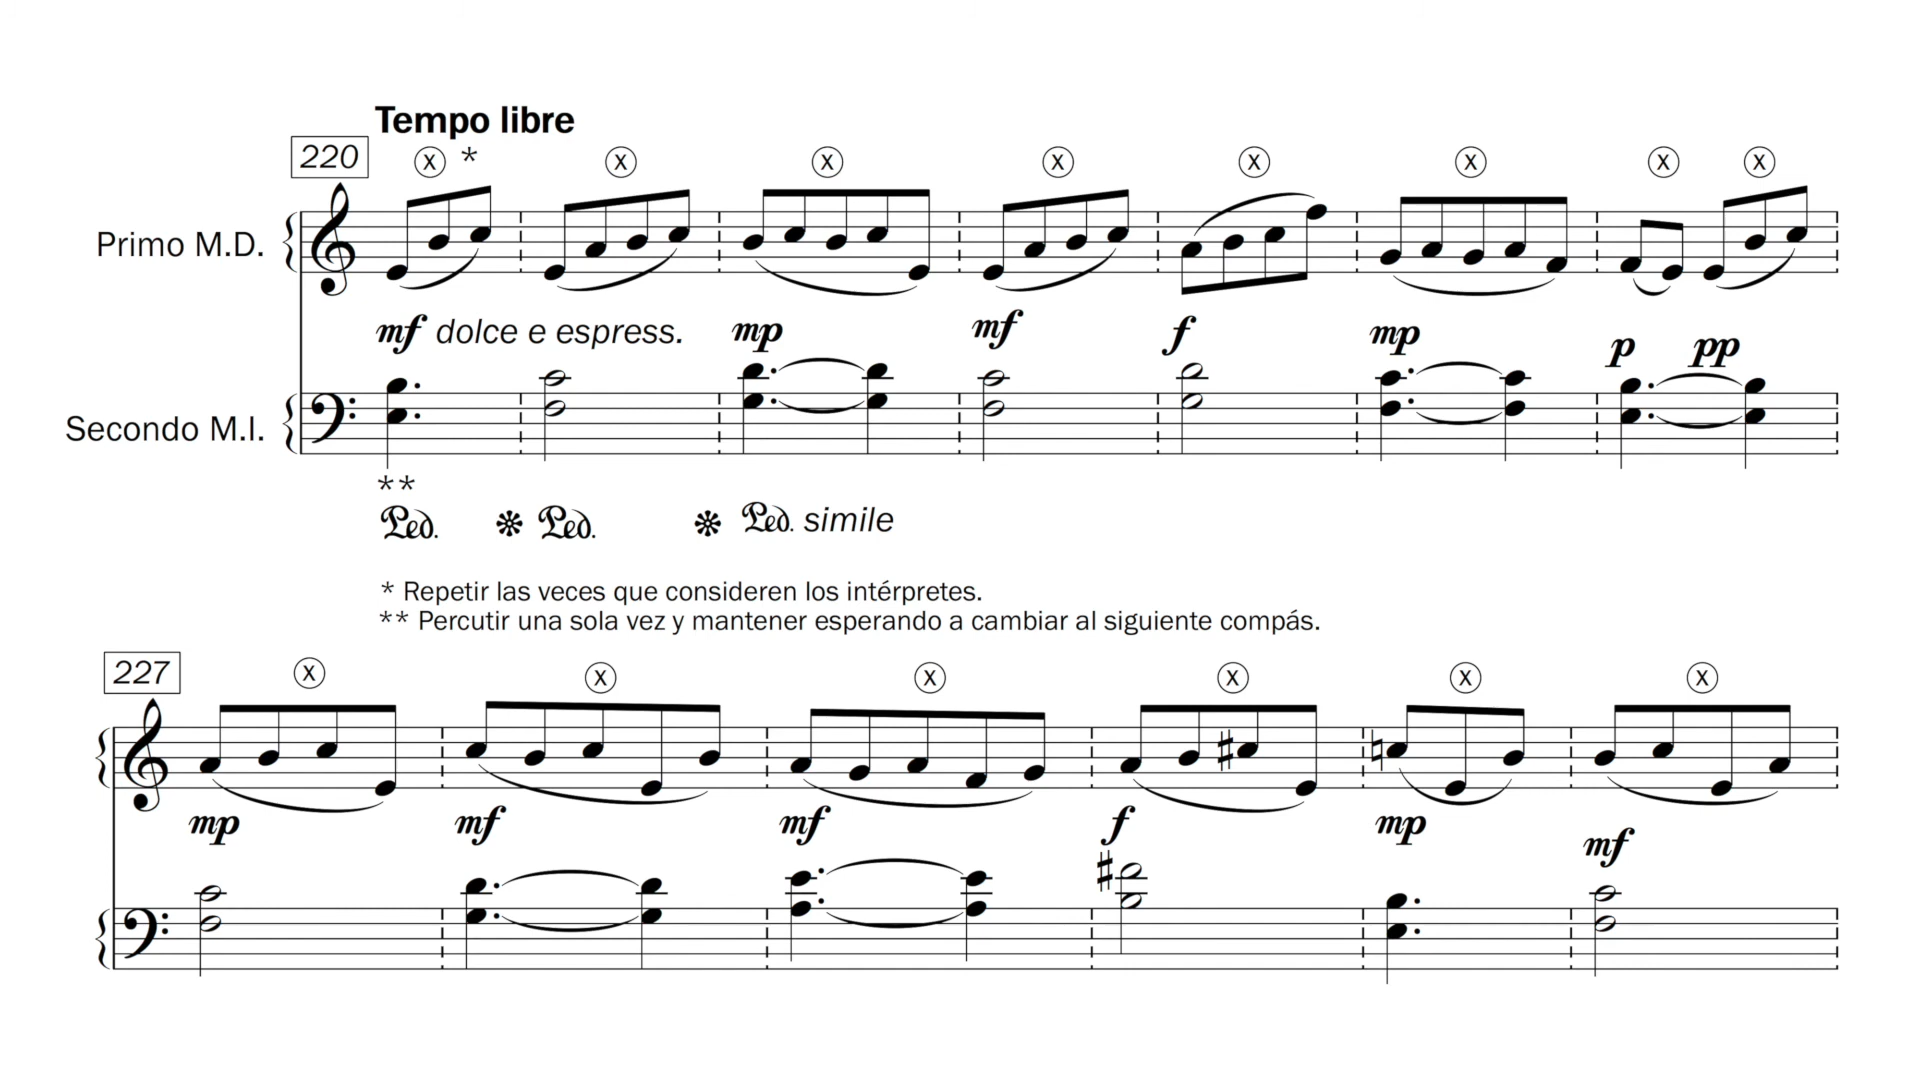 Tempo libre
220 X * X X X X X X X
Primo M.D.
mf dolce e espress. mp mf f mp p pp
Secondo M.I.
**
Ped. Ped. Ped. simile
* Repetir las veces que consideren los intérpretes.
** Percutir una sola vez y mantener esperando a cambiar al siguiente compás.
227 X X X X X X
mp mf mf f mp mf